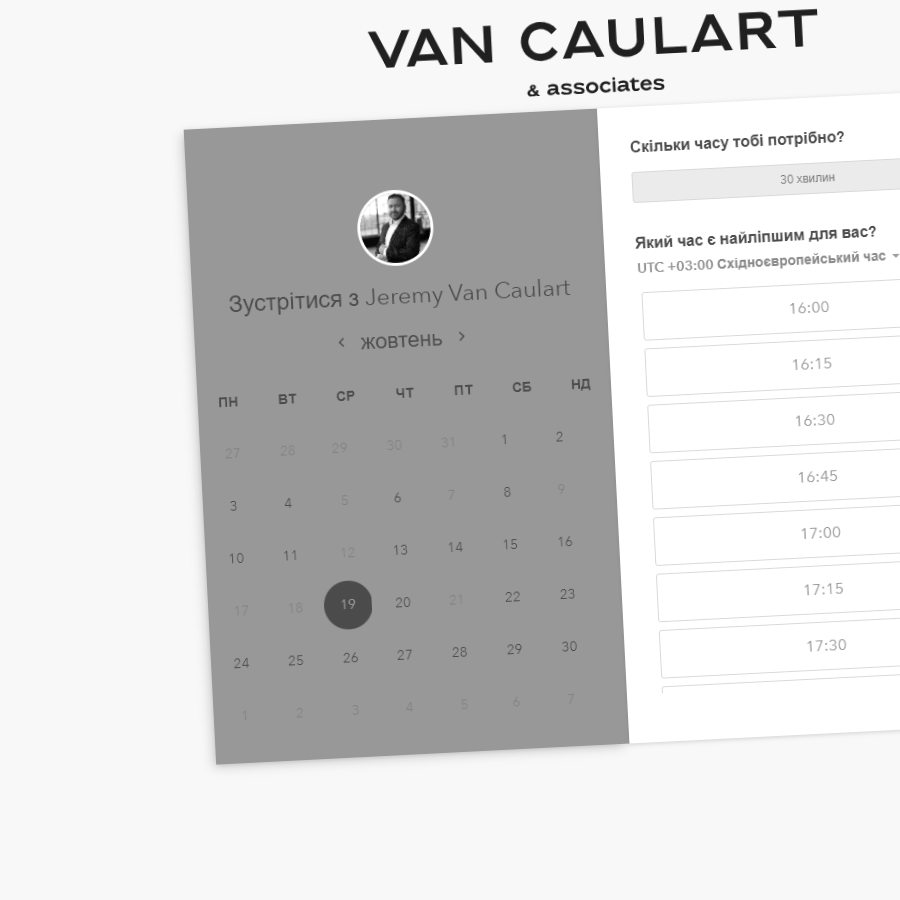 VAN CAULART
& associates
Зустрітися з Jeremy Van Caulart
‹ жовтень ›
ПН ВТ СР ЧТ ПТ СБ НД
27 28 29 30 31 1 2
3 4 5 6 7 8 9
10 11 12 13 14 15 16
17 18 19 20 21 22 23
24 25 26 27 28 29 30
1 2 3 4 5 6 7
Скільки часу тобі потрібно?
30 хвилин
Який час є найліпшим для вас?
UTC +03:00 Східноєвропейський час
16:00
16:15
16:30
16:45
17:00
17:15
17:30